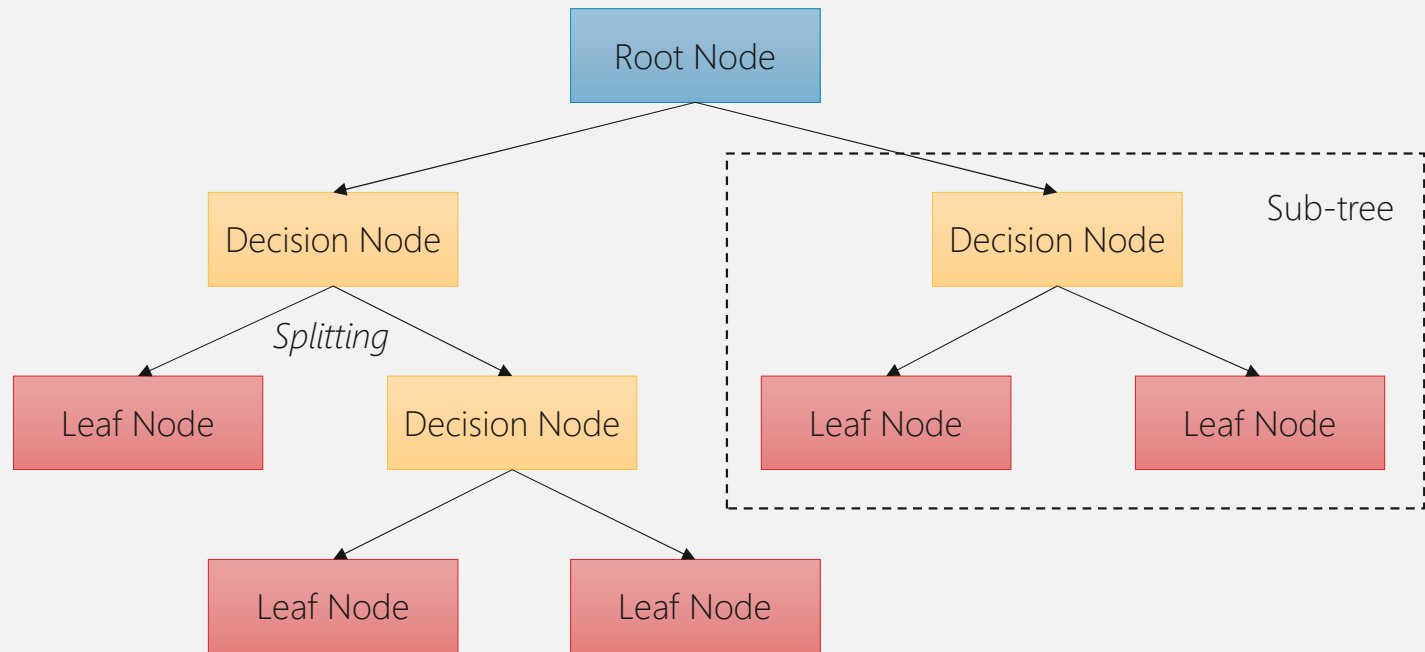 Root Node
Sub-tree
Decision Node
Decision Node
Splitting
Leaf Node
Decision Node
Leaf Node
Leaf Node
Leaf Node
Leaf Node